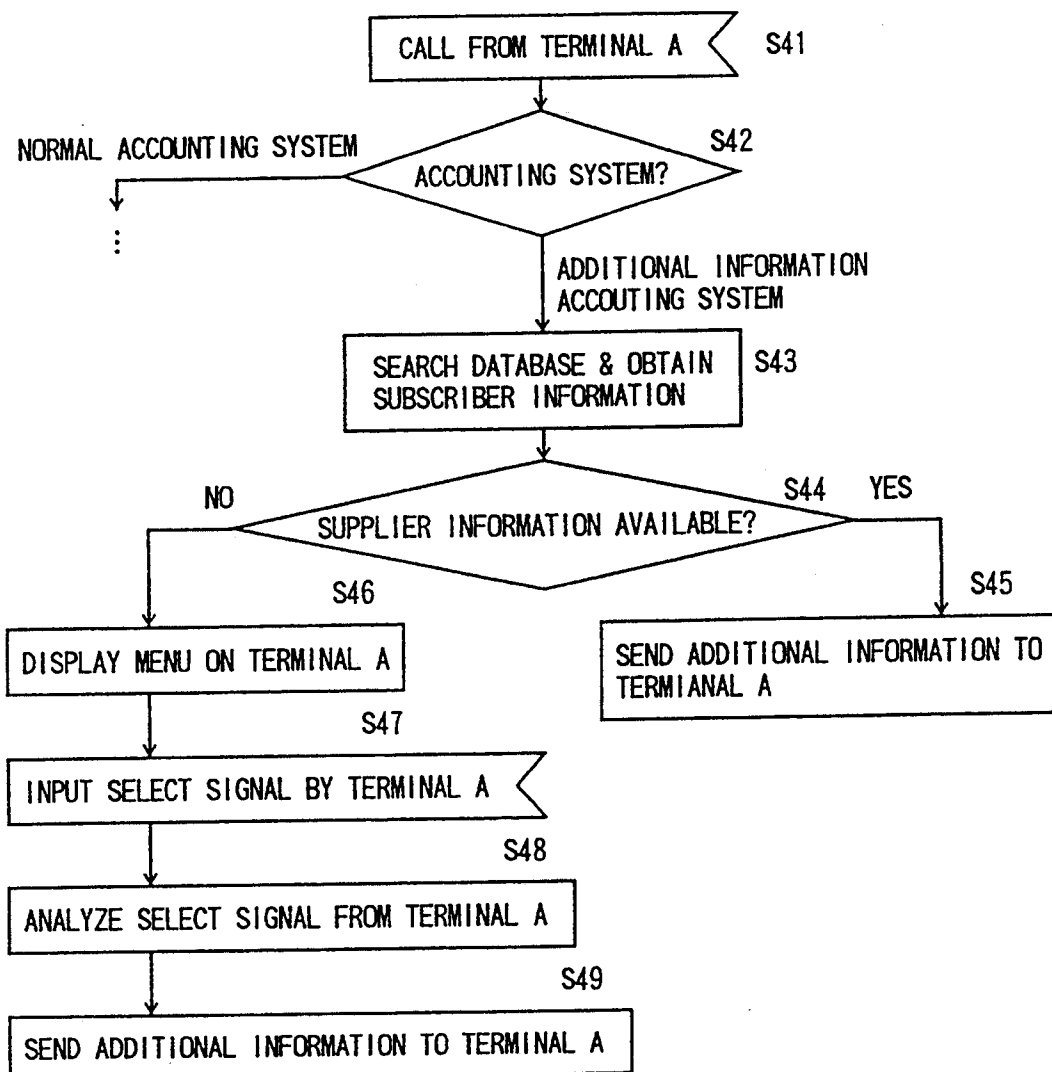 CALL FROM TERMINAL A
S41
S42
NORMAL ACCOUNTING SYSTEM
ACCOUNTING SYSTEM?
⋮
ADDITIONAL INFORMATION
ACCOUTING SYSTEM
SEARCH DATABASE & OBTAIN
SUBSCRIBER INFORMATION
S43
NO
S44
YES
SUPPLIER INFORMATION AVAILABLE?
S46
S45
DISPLAY MENU ON TERMINAL A
SEND ADDITIONAL INFORMATION TO
TERMIANAL A
S47
INPUT SELECT SIGNAL BY TERMINAL A
S48
ANALYZE SELECT SIGNAL FROM TERMINAL A
S49
SEND ADDITIONAL INFORMATION TO TERMINAL A